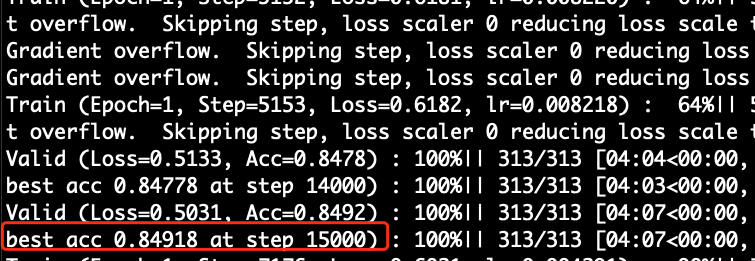 Train (Epoch=1, Step=5152, Loss=0.6181, lr=0.008220) : 64%||
t overflow.  Skipping step, loss scaler 0 reducing loss scale
Gradient overflow.  Skipping step, loss scaler 0 reducing loss
Gradient overflow.  Skipping step, loss scaler 0 reducing loss
Train (Epoch=1, Step=5153, Loss=0.6182, lr=0.008218) :  64%||
t overflow.  Skipping step, loss scaler 0 reducing loss scale
Valid (Loss=0.5133, Acc=0.8478) : 100%|| 313/313 [04:04<00:00,
best acc 0.84778 at step 14000) : 100%|| 313/313 [04:03<00:00,
Valid (Loss=0.5031, Acc=0.8492) : 100%|| 313/313 [04:07<00:00,
best acc 0.84918 at step 15000) : 100%|| 313/313 [04:07<00:00,